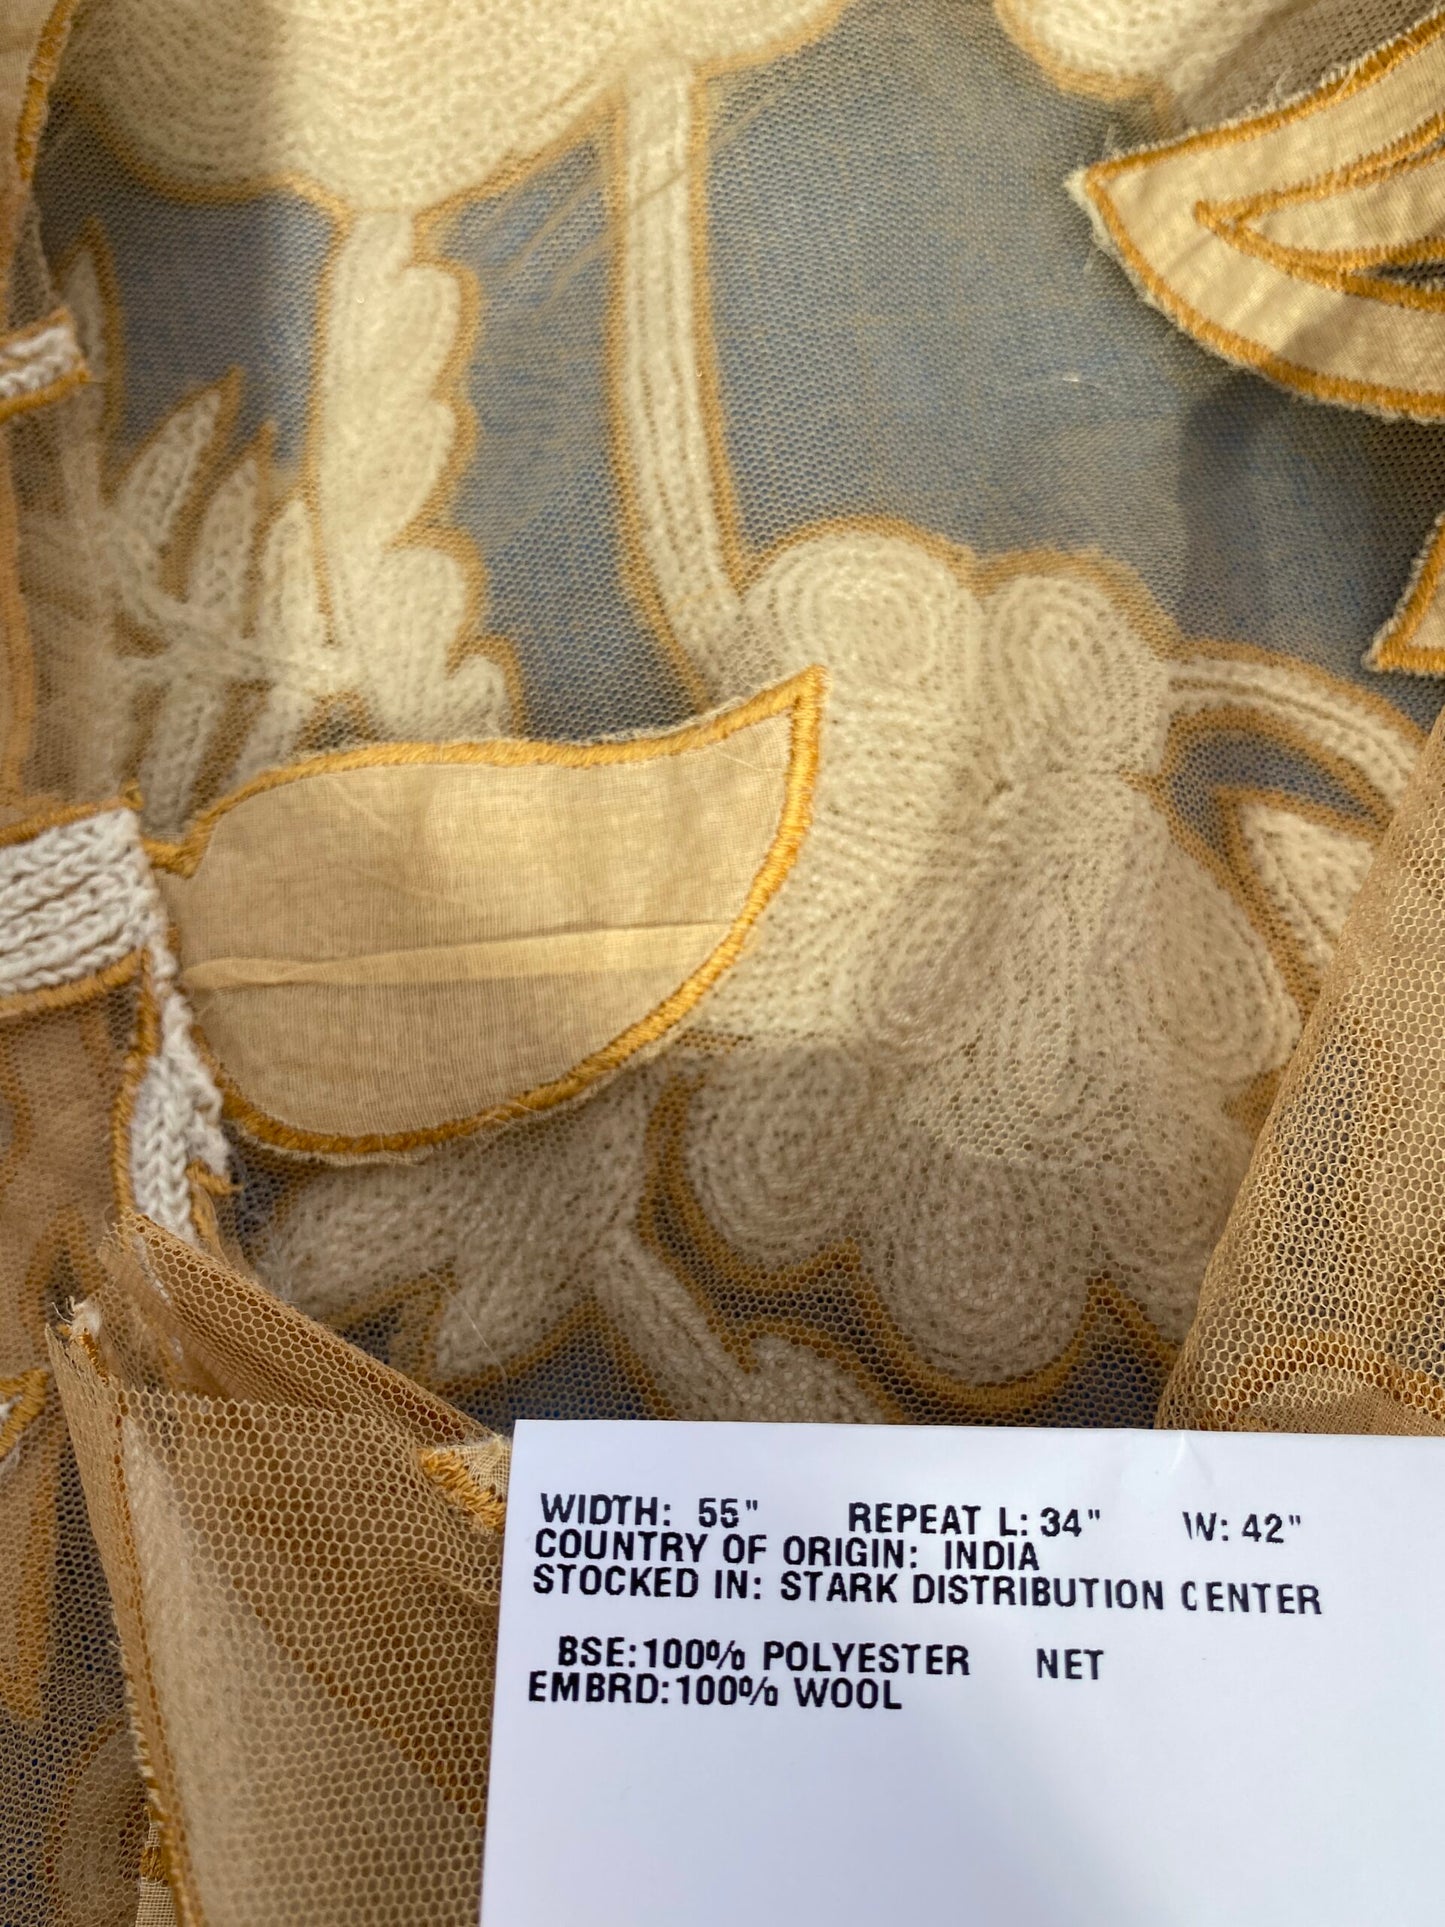 WIDTH: 55" REPEAT L: 34" W: 42"
COUNTRY OF ORIGIN: INDIA
STOCKED IN: STARK DISTRIBUTION CENTER
BSE:100% POLYESTER NET
EMBRD:100% WOOL